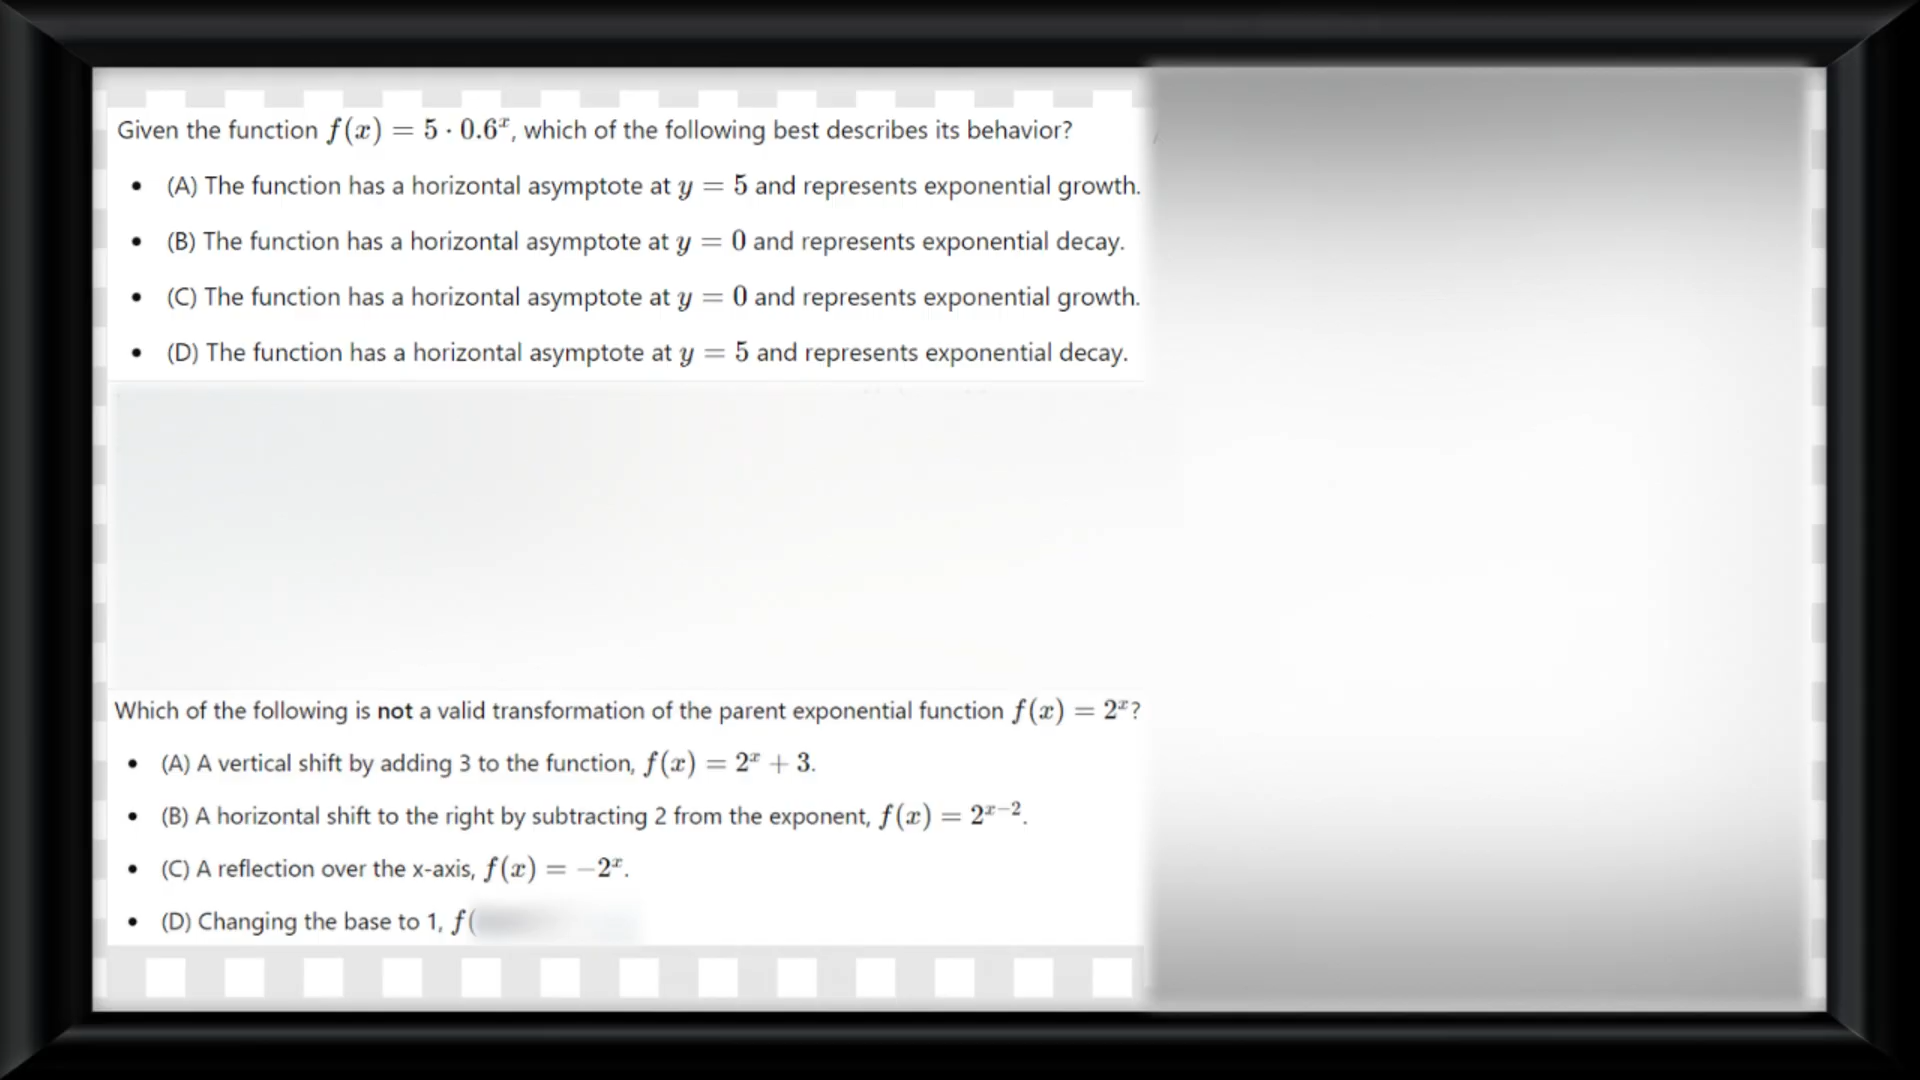 Given the function f(x) = 5 · 0.6ˣ, which of the following best describes its behavior?
• (A) The function has a horizontal asymptote at y = 5 and represents exponential growth.
• (B) The function has a horizontal asymptote at y = 0 and represents exponential decay.
• (C) The function has a horizontal asymptote at y = 0 and represents exponential growth.
• (D) The function has a horizontal asymptote at y = 5 and represents exponential decay.
Which of the following is not a valid transformation of the parent exponential function f(x) = 2ˣ?
• (A) A vertical shift by adding 3 to the function, f(x) = 2ˣ + 3.
• (B) A horizontal shift to the right by subtracting 2 from the exponent, f(x) = 2ˣ⁻².
• (C) A reflection over the x-axis, f(x) = −2ˣ.
• (D) Changing the base to 1, f(